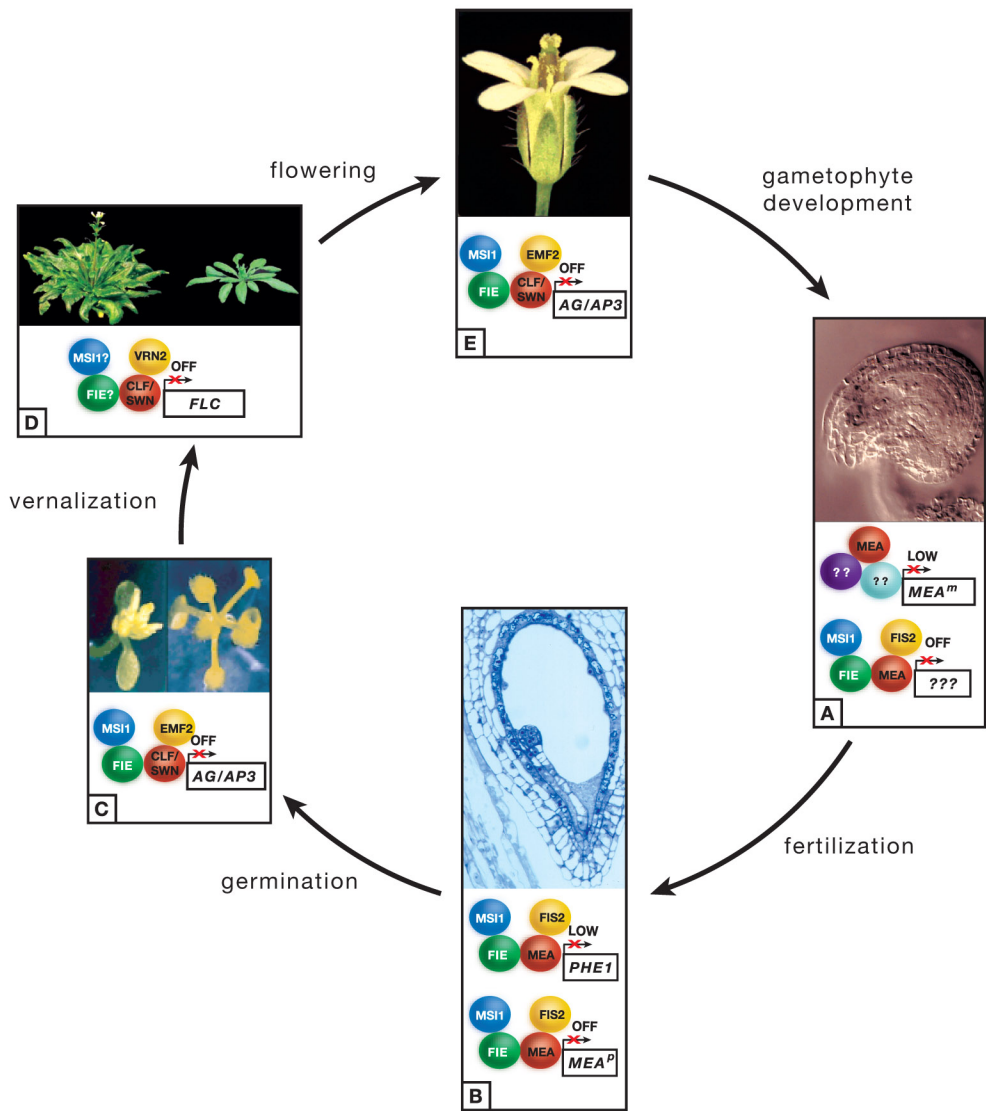 flowering
MSI1
EMF2
FIE
CLF/
SWN
OFF
AG/AP3
E
gametophyte
development
MEA
??
??
LOW
MEA^m
MSI1
FIS2
FIE
MEA
OFF
???
A
fertilization
MSI1
FIS2
FIE
MEA
LOW
PHE1
MSI1
FIS2
FIE
MEA
OFF
MEA^P
B
germination
MSI1
EMF2
FIE
CLF/
SWN
OFF
AG/AP3
C
vernalization
MSI1?
VRN2
FIE?
CLF/
SWN
OFF
FLC
D